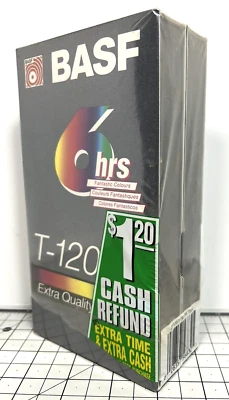 BASF
BASF
6
hrs
Fantastic Colours
Couleurs Fantastiques
Colores Fantasticos
T-120
Extra Quality
$1.20
CASH
REFUND
EXTRA TIME
& EXTRA CASH